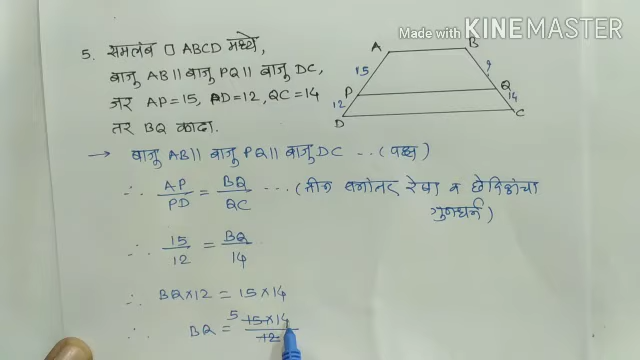 Made with KINEMASTER
5. समलंब □ ABCD मध्ये,
बाजू AB || बाजू PQ || बाजू DC,
जर AP = 15, PD = 12, QC = 14
तर BQ काढा.
A B
15 ?
P Q
12 14
D C
→ बाजू AB || बाजू PQ || बाजू DC ... (पक्ष)
∴ AP/PD = BQ/QC ... (तीन समांतर रेषा व छेदिकांचा
गुणधर्म)
∴ 15/12 = BQ/14
∴ BQ × 12 = 15 × 14
∴ BQ = 5 15 × 14 / 12